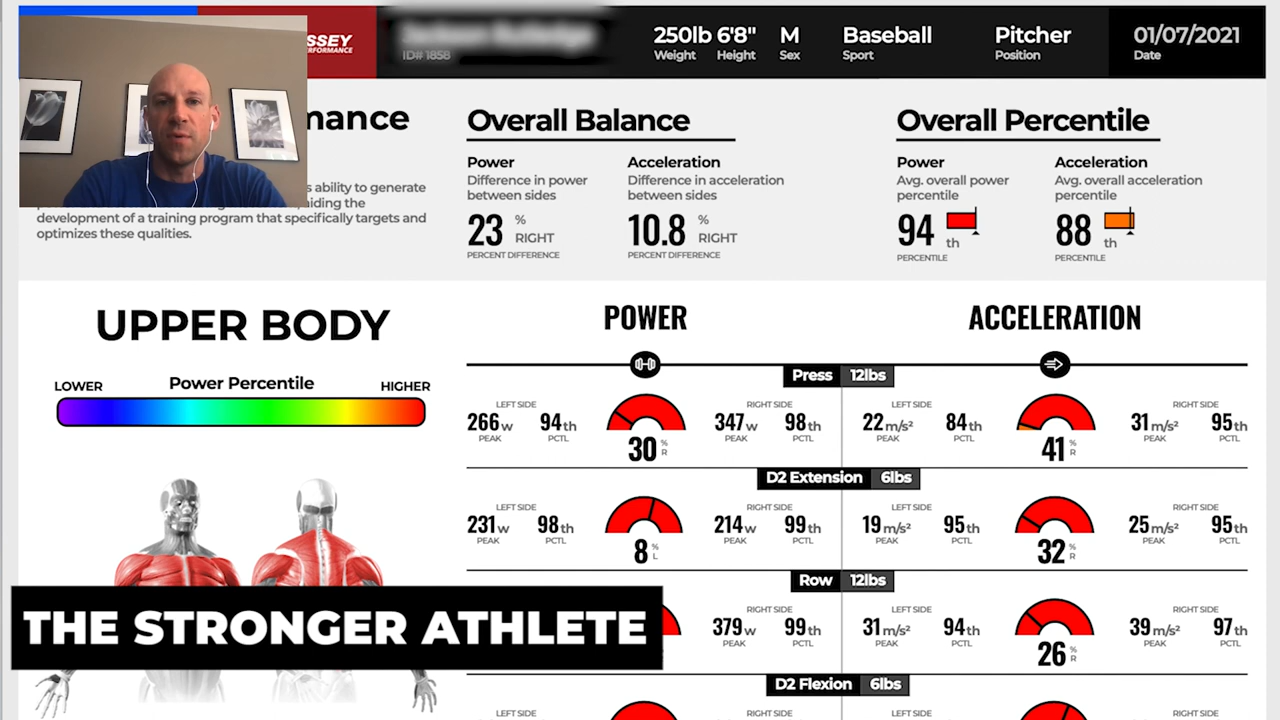 SSEY
RFORMANCE
ID# 1858
250lb 6'8" M Baseball Pitcher 01/07/2021
Weight Height Sex Sport Position Date
mance
s ability to generate
aiding the
development of a training program that specifically targets and
optimizes these qualities.
Overall Balance
Power
Difference in power
between sides
23 %
RIGHT
PERCENT DIFFERENCE
Acceleration
Difference in acceleration
between sides
10.8 %
RIGHT
PERCENT DIFFERENCE
Overall Percentile
Power
Avg. overall power
percentile
94 th
PERCENTILE
Acceleration
Avg. overall acceleration
percentile
88 th
PERCENTILE
UPPER BODY
LOWER Power Percentile HIGHER
POWER ACCELERATION
Press 12lbs
LEFT SIDE RIGHT SIDE LEFT SIDE RIGHT SIDE
266w 94th 347w 98th 22m/s² 84th 31m/s² 95th
PEAK PCTL PEAK PCTL PEAK PCTL PEAK PCTL
30 % R 41 % R
D2 Extension 6lbs
LEFT SIDE RIGHT SIDE LEFT SIDE RIGHT SIDE
231w 98th 214w 99th 19m/s² 95th 25m/s² 95th
PEAK PCTL PEAK PCTL PEAK PCTL PEAK PCTL
8 % L 32 % R
Row 12lbs
RIGHT SIDE LEFT SIDE RIGHT SIDE
379w 99th 31m/s² 94th 39m/s² 97th
PEAK PCTL PEAK PCTL PEAK PCTL
26 % R
THE STRONGER ATHLETE
D2 Flexion 6lbs
LEFT SIDE RIGHT SIDE LEFT SIDE RIGHT SIDE